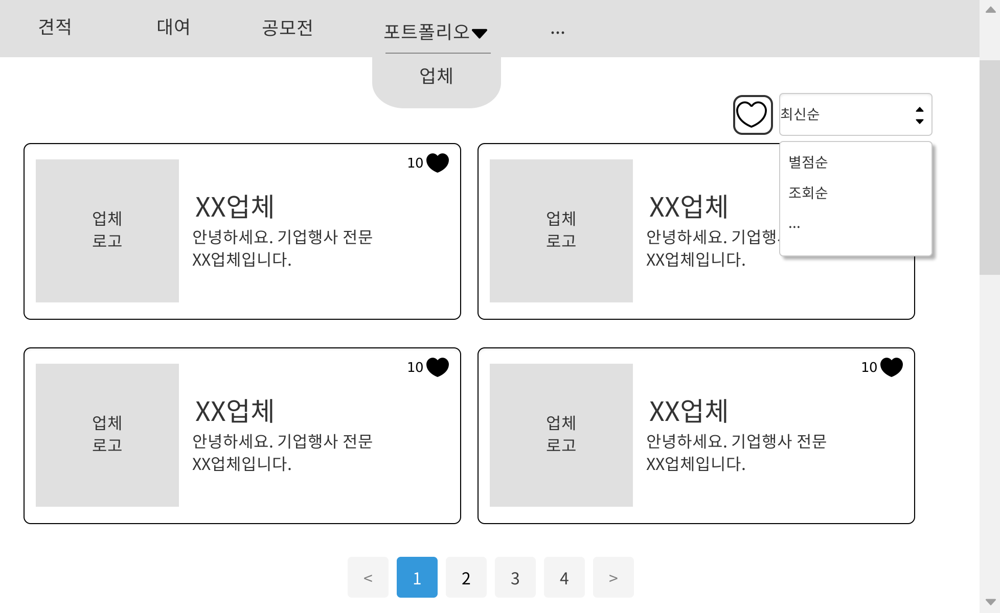 견적
대여
공모전
포트폴리오
...
업체
최신순
별점순
조회순
...
10
업체
로고
XX업체
안녕하세요. 기업행사 전문
XX업체입니다.
업체
로고
XX업체
안녕하세요. 기업행
XX업체입니다.
10
업체
로고
XX업체
안녕하세요. 기업행사 전문
XX업체입니다.
10
업체
로고
XX업체
안녕하세요. 기업행사 전문
XX업체입니다.
< 1 2 3 4 >